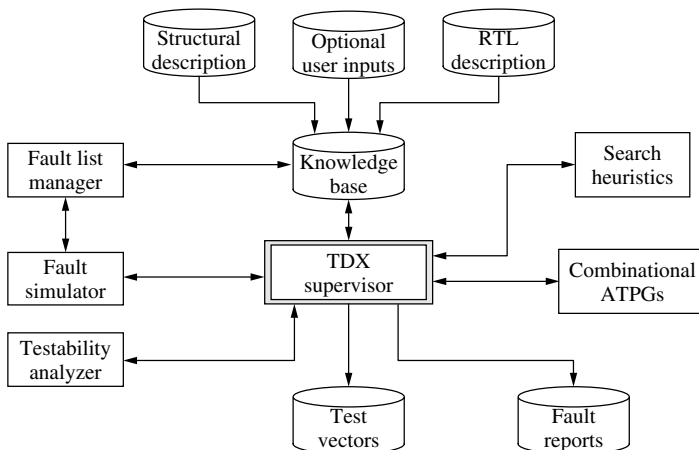 Structural
description
Optional
user inputs
RTL
description
Fault list
manager
Knowledge
base
Search
heuristics
Fault
simulator
TDX
supervisor
Combinational
ATPGs
Testability
analyzer
Test
vectors
Fault
reports